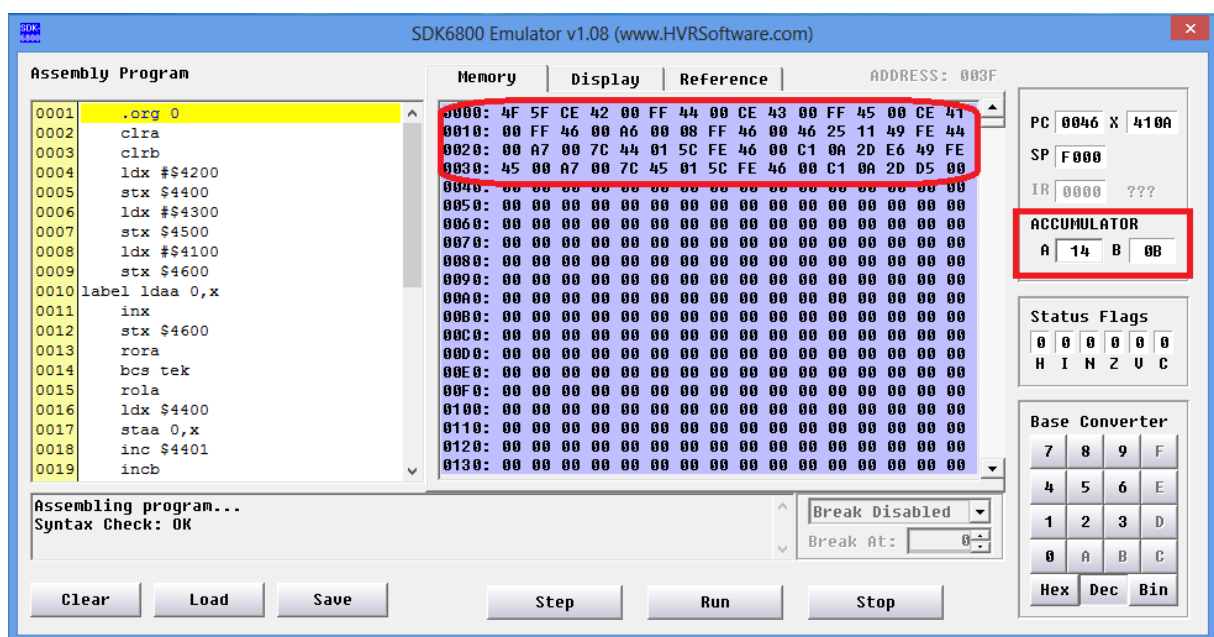 SDK-6800
SDK6800 Emulator v1.08 (www.HVRSoftware.com)
Assembly Program
Memory Display Reference ADDRESS: 003F
0001 .org 0
0002 clra
0003 clrb
0004 ldx #$4200
0005 stx $4400
0006 ldx #$4300
0007 stx $4500
0008 ldx #$4100
0009 stx $4600
0010 label ldaa 0,x
0011 inx
0012 stx $4600
0013 rora
0014 bcs tek
0015 rola
0016 ldx $4400
0017 staa 0,x
0018 inc $4401
0019 incb
0000: 4F 5F CE 42 00 FF 44 00 CE 43 00 FF 45 00 CE 41
0010: 00 FF 46 00 A6 00 08 FF 46 00 46 25 11 49 FE 44
0020: 00 A7 00 7C 44 01 5C FE 46 00 C1 0A 2D E6 49 FE
0030: 45 00 A7 00 7C 45 01 5C FE 46 00 C1 0A 2D D5 00
0040: 00 00 00 00 00 00 00 00 00 00 00 00 00 00 00 00
0050: 00 00 00 00 00 00 00 00 00 00 00 00 00 00 00 00
0060: 00 00 00 00 00 00 00 00 00 00 00 00 00 00 00 00
0070: 00 00 00 00 00 00 00 00 00 00 00 00 00 00 00 00
0080: 00 00 00 00 00 00 00 00 00 00 00 00 00 00 00 00
0090: 00 00 00 00 00 00 00 00 00 00 00 00 00 00 00 00
00A0: 00 00 00 00 00 00 00 00 00 00 00 00 00 00 00 00
00B0: 00 00 00 00 00 00 00 00 00 00 00 00 00 00 00 00
00C0: 00 00 00 00 00 00 00 00 00 00 00 00 00 00 00 00
00D0: 00 00 00 00 00 00 00 00 00 00 00 00 00 00 00 00
00E0: 00 00 00 00 00 00 00 00 00 00 00 00 00 00 00 00
00F0: 00 00 00 00 00 00 00 00 00 00 00 00 00 00 00 00
0100: 00 00 00 00 00 00 00 00 00 00 00 00 00 00 00 00
0110: 00 00 00 00 00 00 00 00 00 00 00 00 00 00 00 00
0120: 00 00 00 00 00 00 00 00 00 00 00 00 00 00 00 00
0130: 00 00 00 00 00 00 00 00 00 00 00 00 00 00 00 00
PC 0046 X 410A
SP F000
IR 0000 ???
ACCUMULATOR
A 14 B 0B
Status Flags
0 0 0 0 0 0
H I N Z V C
Base Converter
7 8 9 F
4 5 6 E
1 2 3 D
0 A B C
Hex Dec Bin
Assembling program...
Syntax Check: OK
Break Disabled
Break At: 0
Clear Load Save Step Run Stop